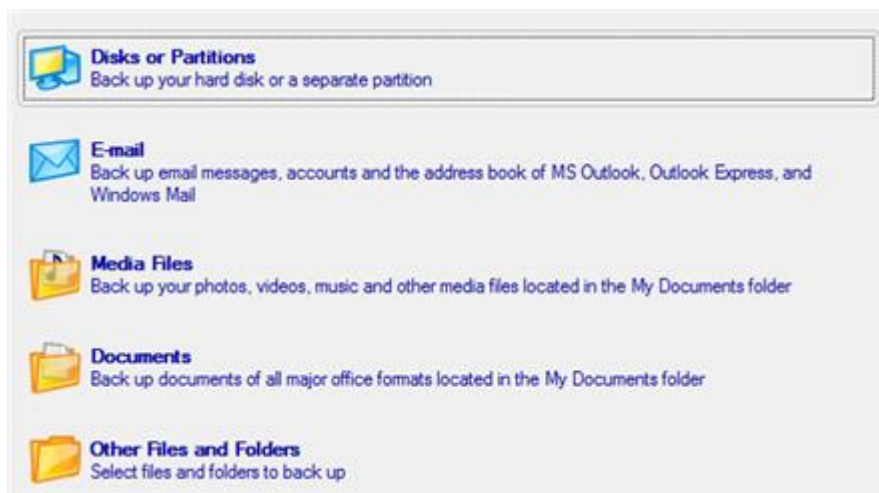 Disks or Partitions
Back up your hard disk or a separate partition
E-mail
Back up email messages, accounts and the address book of MS Outlook, Outlook Express, and
Windows Mail
Media Files
Back up your photos, videos, music and other media files located in the My Documents folder
Documents
Back up documents of all major office formats located in the My Documents folder
Other Files and Folders
Select files and folders to back up